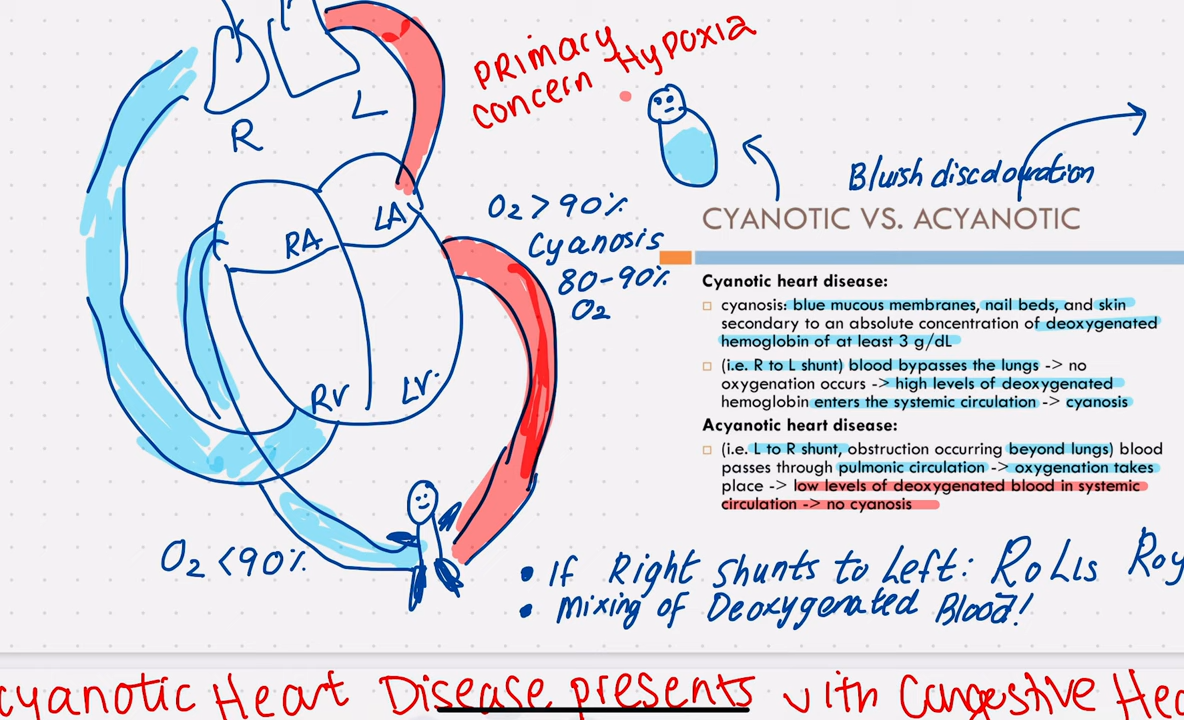 PRIMARY
concern Hypoxia
R
L
RA
LA
RV
LV
O₂ > 90%
Cyanosis
80-90%
O₂
O₂ < 90%
Bluish discolouration
CYANOTIC VS. ACYANOTIC
Cyanotic heart disease:
cyanosis: blue mucous membranes, nail beds, and skin
secondary to an absolute concentration of deoxygenated
hemoglobin of at least 3 g/dL
(i.e. R to L shunt) blood bypasses the lungs -> no
oxygenation occurs -> high levels of deoxygenated
hemoglobin enters the systemic circulation -> cyanosis
Acyanotic heart disease:
(i.e. L to R shunt, obstruction occurring beyond lungs) blood
passes through pulmonic circulation -> oxygenation takes
place -> low levels of deoxygenated blood in systemic
circulation -> no cyanosis
• If Right Shunts to Left: RoLLs Roy
• Mixing of Deoxygenated Blood!
cyanotic Heart Disease presents with Congestive Hea